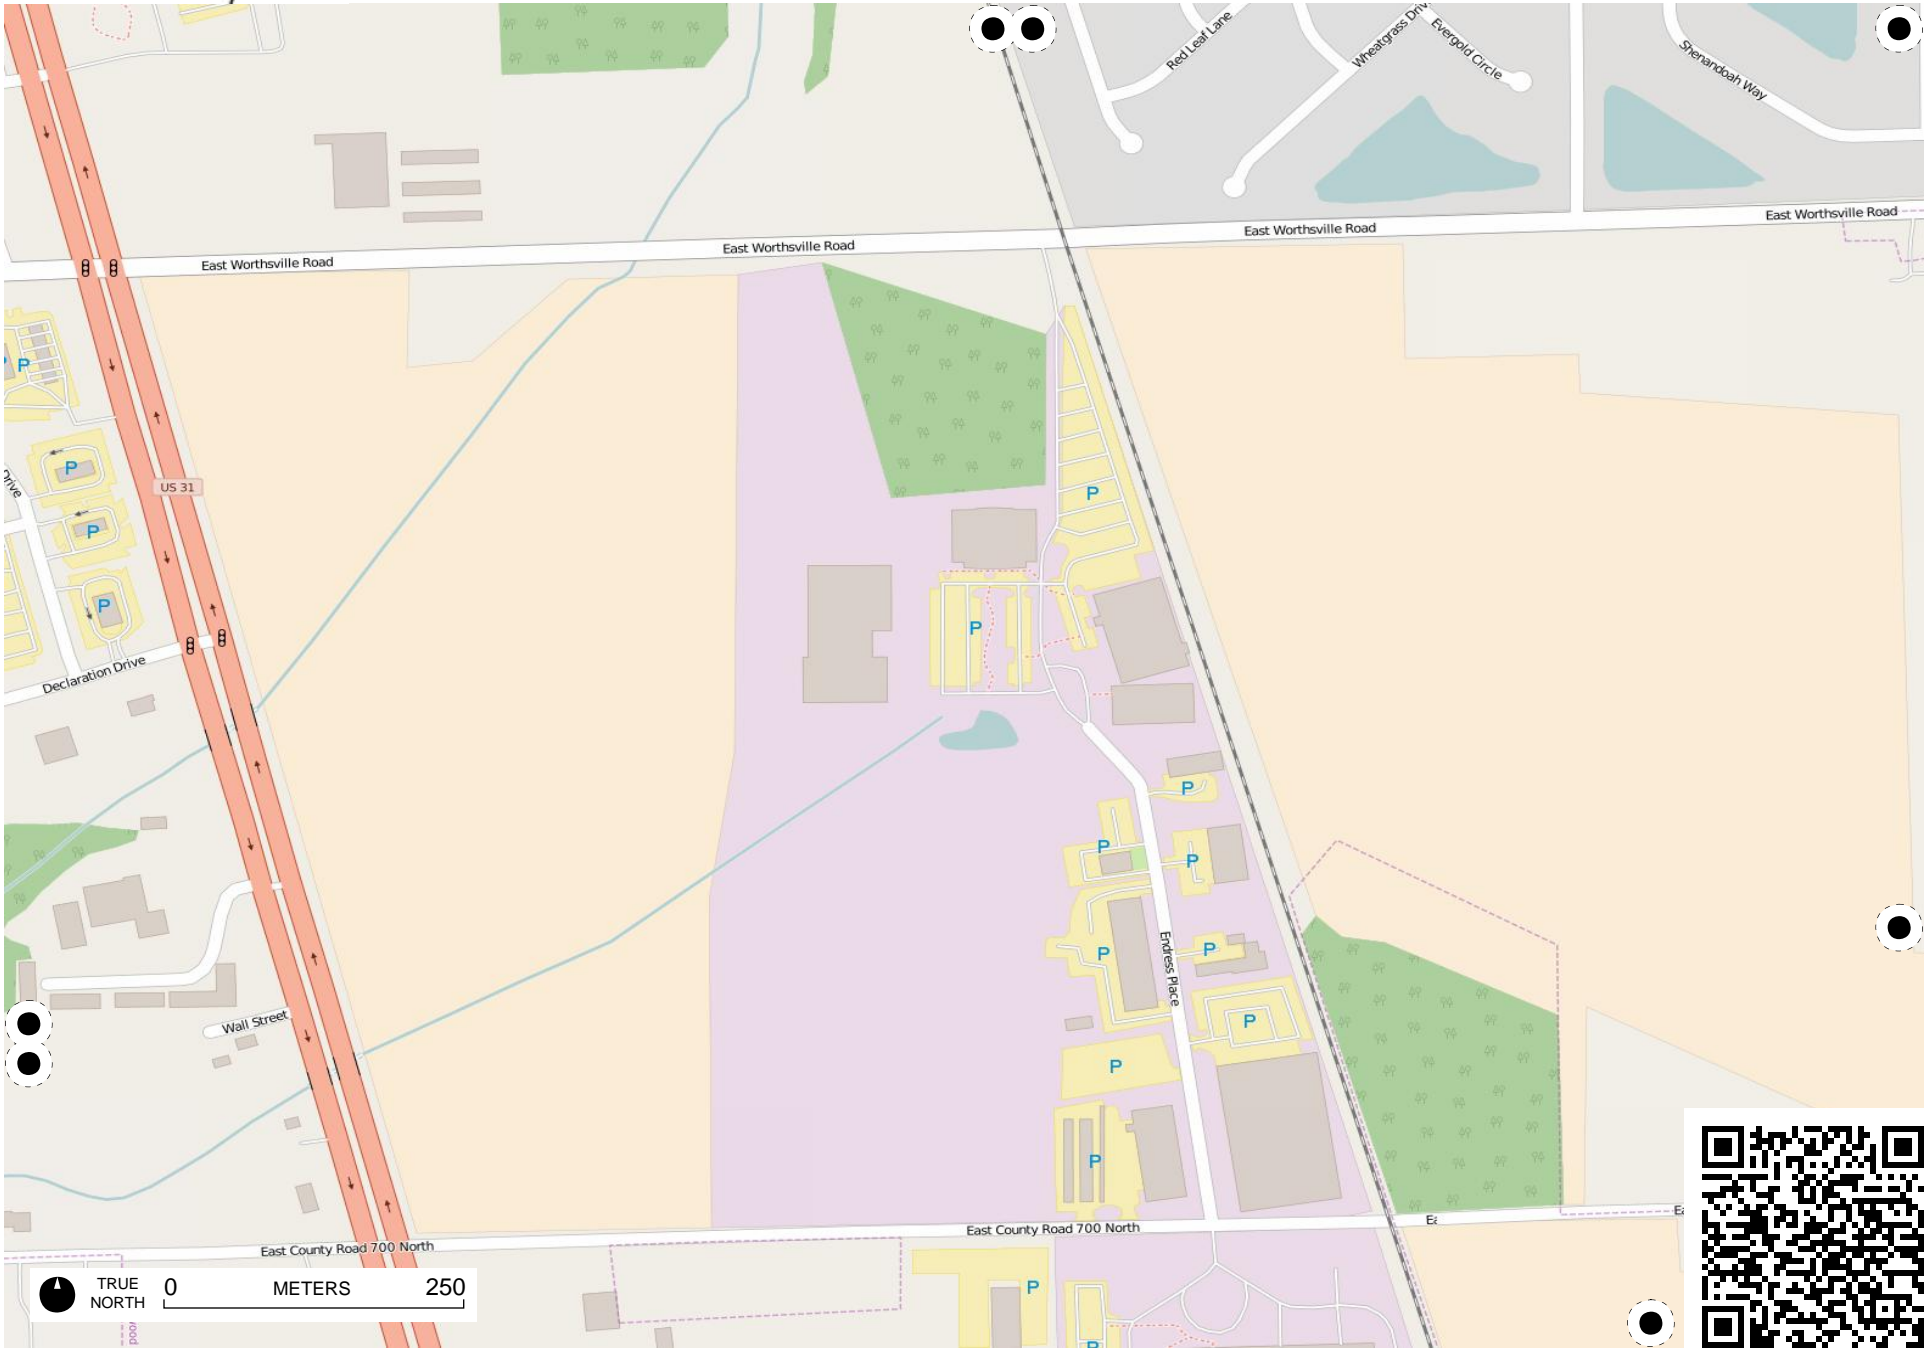 Red Leaf Lane
Wheatgrass Driv
Evergold Circle
Shenandoah Way
East Worthsville Road
East Worthsville Road
East Worthsville Road
East Worthsville Road
P
P
P
Drive
US 31
P
P
P
P
Declaration Drive
P
P
P
P
P
Endress Place
P
Wall Street
P
P
East County Road 700 North
Ea
East County Road 700 North
TRUE
NORTH
0
METERS
250
P
P